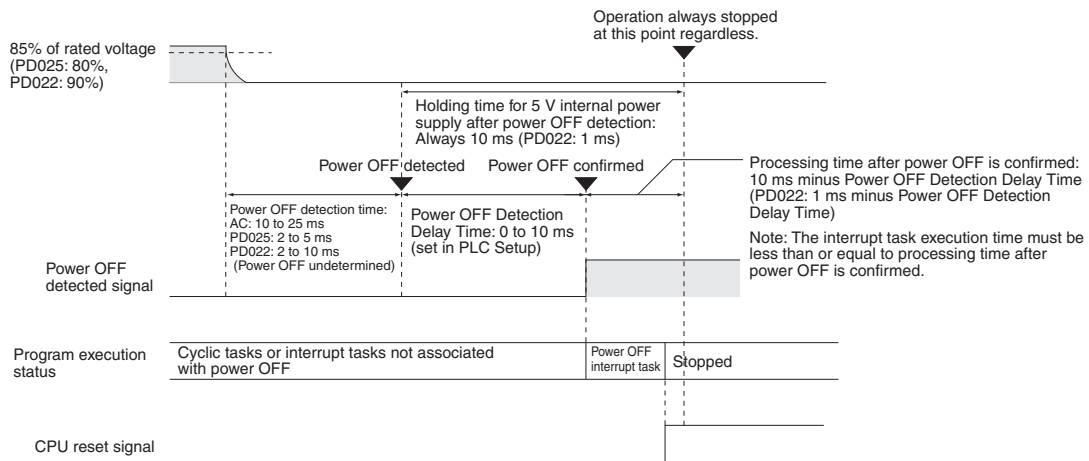 Operation always stopped
at this point regardless.
85% of rated voltage
(PD025: 80%,
PD022: 90%)
Holding time for 5 V internal power
supply after power OFF detection:
Always 10 ms (PD022: 1 ms)
Power OFF detected
Power OFF confirmed
Processing time after power OFF is confirmed:
10 ms minus Power OFF Detection Delay Time
(PD022: 1 ms minus Power OFF Detection
Delay Time)
Note: The interrupt task execution time must be
less than or equal to processing time after
power OFF is confirmed.
Power OFF detection time:
AC: 10 to 25 ms
PD025: 2 to 5 ms
PD022: 2 to 10 ms
(Power OFF undetermined)
Power OFF Detection
Delay Time: 0 to 10 ms
(set in PLC Setup)
Power OFF
detected signal
Program execution
status
Cyclic tasks or interrupt tasks not associated
with power OFF
Power OFF
interrupt task
Stopped
CPU reset signal